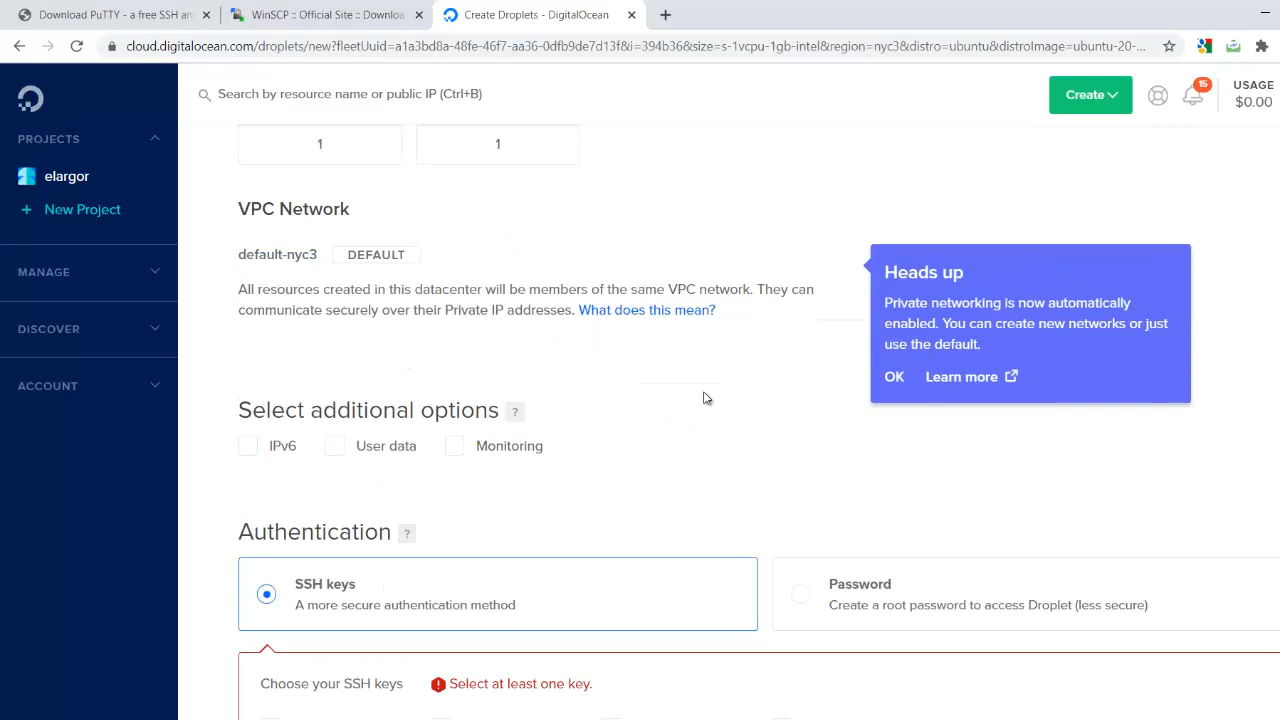 Download PuTTY - a free SSH an
WinSCP :: Official Site :: Downloa
Create Droplets - DigitalOcean
cloud.digitalocean.com/droplets/new?fleetUuid=a1a3bd8a-48fe-46f7-aa36-0dfb9de7d13f&i=394b36&size=s-1vcpu-1gb-intel&region=nyc3&distro=ubuntu&distroImage=ubuntu-20-...
PROJECTS
elargor
+ New Project
MANAGE
DISCOVER
ACCOUNT
Search by resource name or public IP (Ctrl+B)
Create
15
USAGE
$0.00
1
1
VPC Network
default-nyc3
DEFAULT
All resources created in this datacenter will be members of the same VPC network. They can
communicate securely over their Private IP addresses. What does this mean?
Heads up
Private networking is now automatically
enabled. You can create new networks or just
use the default.
OK
Learn more
Select additional options ?
IPv6
User data
Monitoring
Authentication ?
SSH keys
A more secure authentication method
Password
Create a root password to access Droplet (less secure)
Choose your SSH keys
Select at least one key.